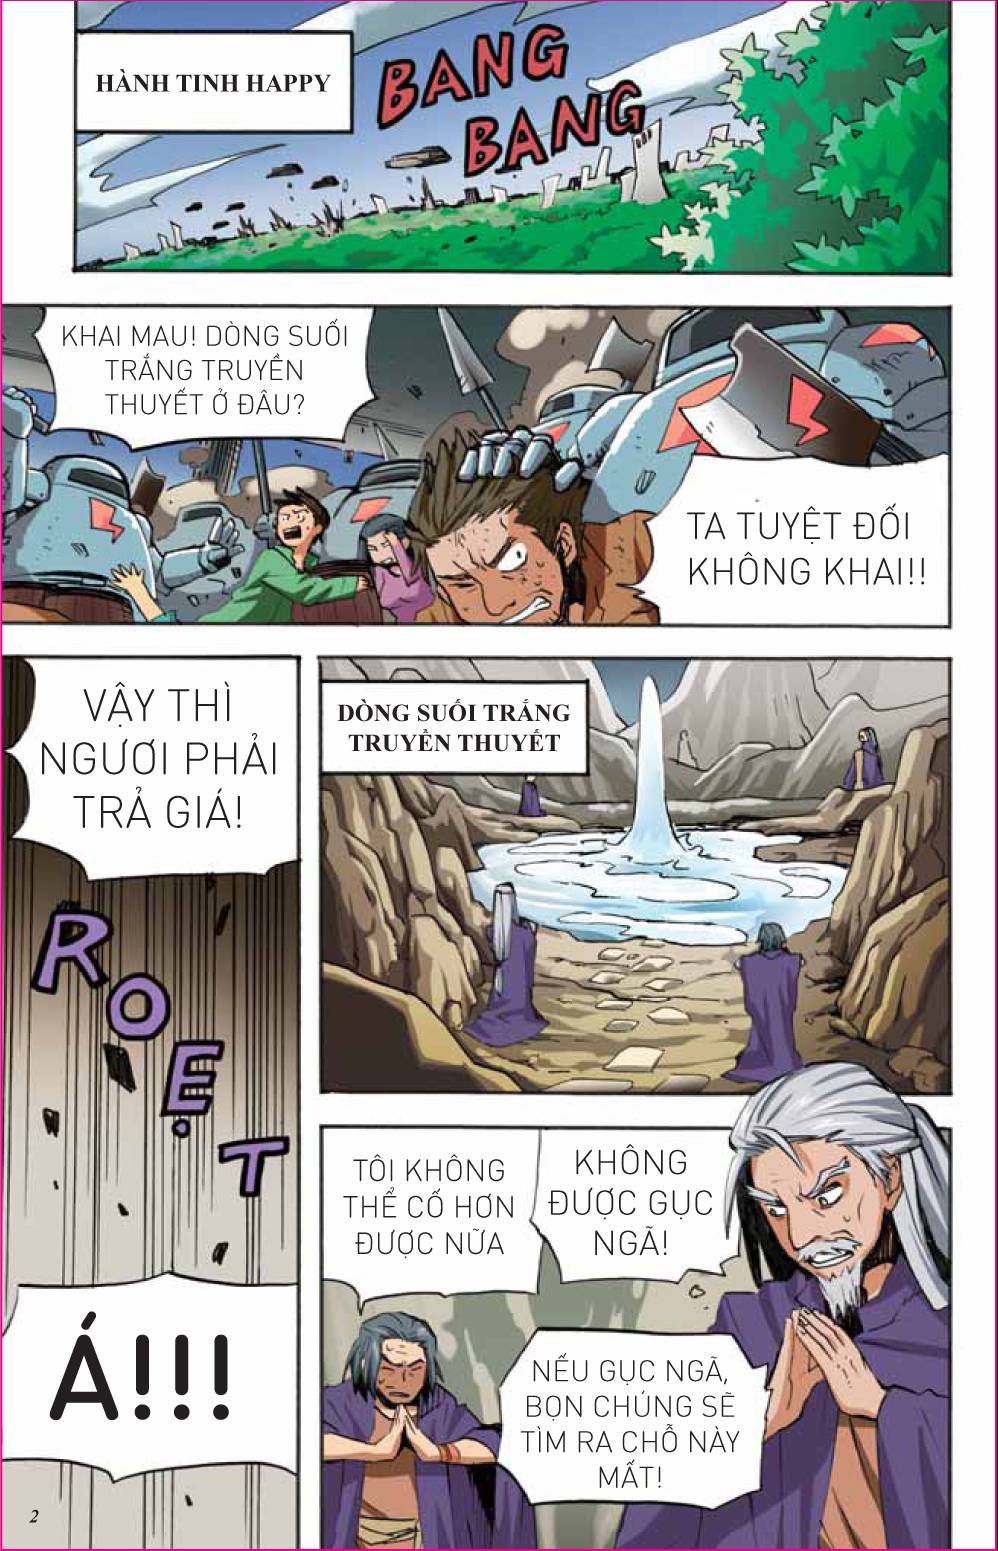 HÀNH TINH HAPPY
BANG
BANG
KHAI MAU! DÒNG SUỐI
TRẮNG TRUYỀN
THUYẾT Ở ĐÂU?
TA TUYỆT ĐỐI
KHÔNG KHAI!!
VẬY THÌ
NGƯƠI PHẢI
TRẢ GIÁ!
ROẸT
Á!!!
DÒNG SUỐI TRẮNG
TRUYỀN THUYẾT
TÔI KHÔNG
THỂ CỐ HƠN
ĐƯỢC NỮA
KHÔNG
ĐƯỢC GỤC
NGÃ!
NẾU GỤC NGÃ,
BỌN CHÚNG SẼ
TÌM RA CHỖ NÀY
MẤT!
2